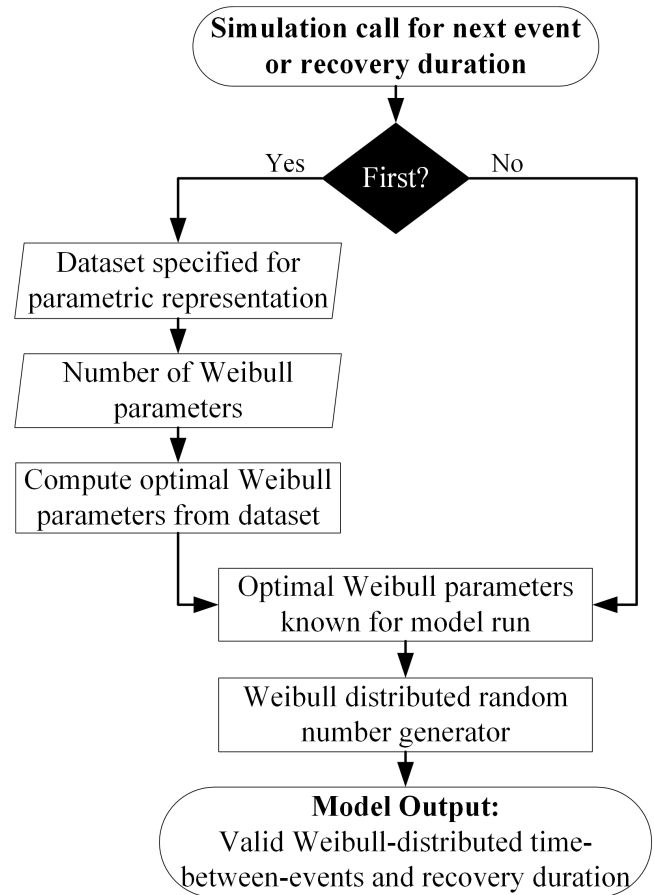 Simulation call for next event
or recovery duration
Yes
No
First?
Dataset specified for
parametric representation
Number of Weibull
parameters
Compute optimal Weibull
parameters from dataset
Optimal Weibull parameters
known for model run
Weibull distributed random
number generator
Model Output:
Valid Weibull-distributed time-
between-events and recovery duration